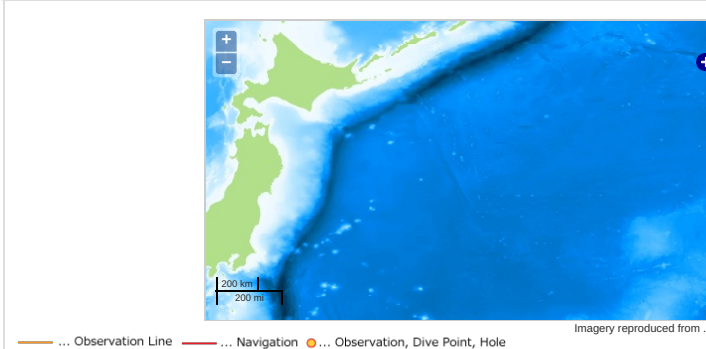 +
−
200 km
200 mi
Imagery reproduced from .
... Observation Line ... Navigation ... Observation, Dive Point, Hole